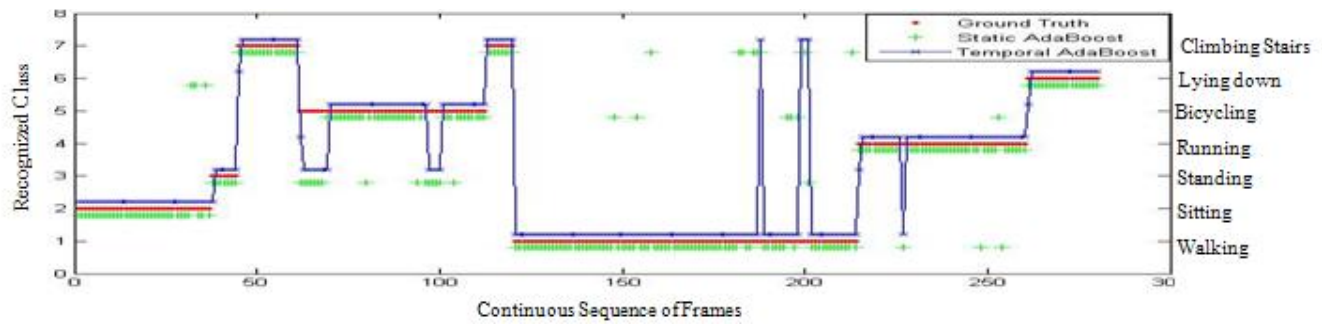 8
7
6
5
4
3
2
1
0
Recognized Class
Ground Truth
Static AdaBoost
Temporal AdaBoost
Climbing Stairs
Lying down
Bicycling
Running
Standing
Sitting
Walking
0 50 100 150 200 250 30
Continuous Sequence of Frames